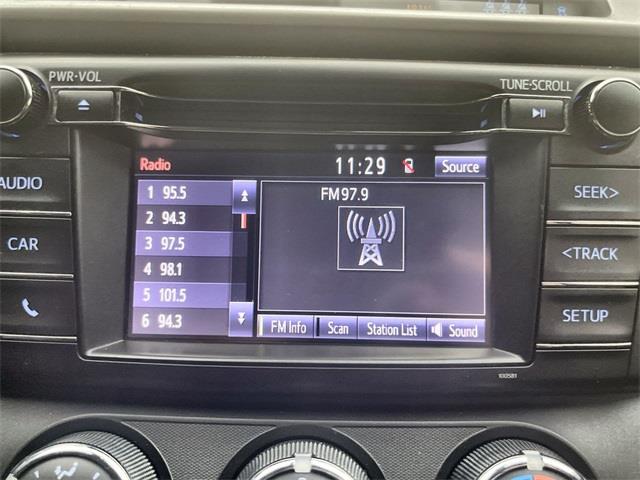 PWR·VOL
TUNE·SCROLL
AUDIO
CAR
Radio
11:29
Source
1 95.5
2 94.3
3 97.5
4 98.1
5 101.5
6 94.3
FM97.9
FM Info
Scan
Station List
Sound
SEEK>
<TRACK
SETUP
100581